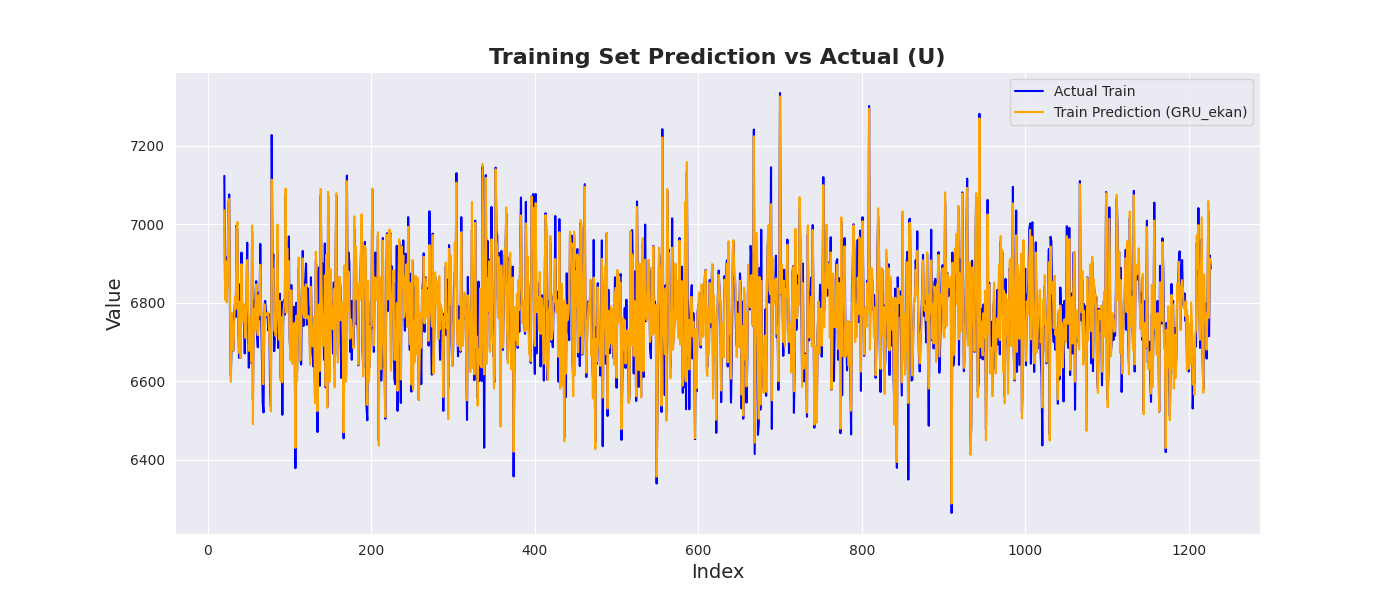 Training Set Prediction vs Actual (U)
Actual Train
Train Prediction (GRU_ekan)
Value
7200
7000
6800
6600
6400
0 200 400 600 800 1000 1200
Index